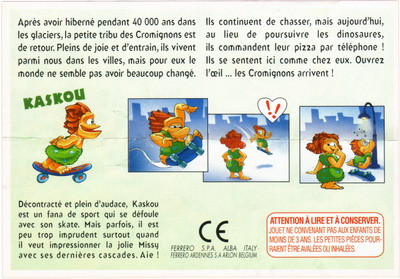 Après avoir hiberné pendant 40 000 ans dans
les glaciers, la petite tribu des Cromignons est
de retour. Pleins de joie et d'entrain, ils vivent
parmi nous dans les villes, mais pour eux le
monde ne semble pas avoir beaucoup changé.
Ils continuent de chasser, mais aujourd'hui,
au lieu de poursuivre les dinosaures,
ils commandent leur pizza par téléphone !
Ils se sentent ici comme chez eux. Ouvrez
l'œil ... les Cromignons arrivent !
KASKOU
!!
Décontracté et plein d'audace, Kaskou
est un fana de sport qui se défoule
avec son skate. Mais parfois, il est
un peu trop imprudent surtout quand
il veut impressionner la jolie Missy
avec ses dernières cascades. Aie !
CE
FERRERO S.P.A. ALBA ITALY
FERRERO ARDENNES S.A ARLON BELGIUM
ATTENTION À LIRE ET À CONSERVER.
JOUET NE CONVENANT PAS AUX ENFANTS DE
MOINS DE 3 ANS. LES PETITES PIÈCES POUR-
RAIENT ÊTRE AVALÉES OU INHALÉES.